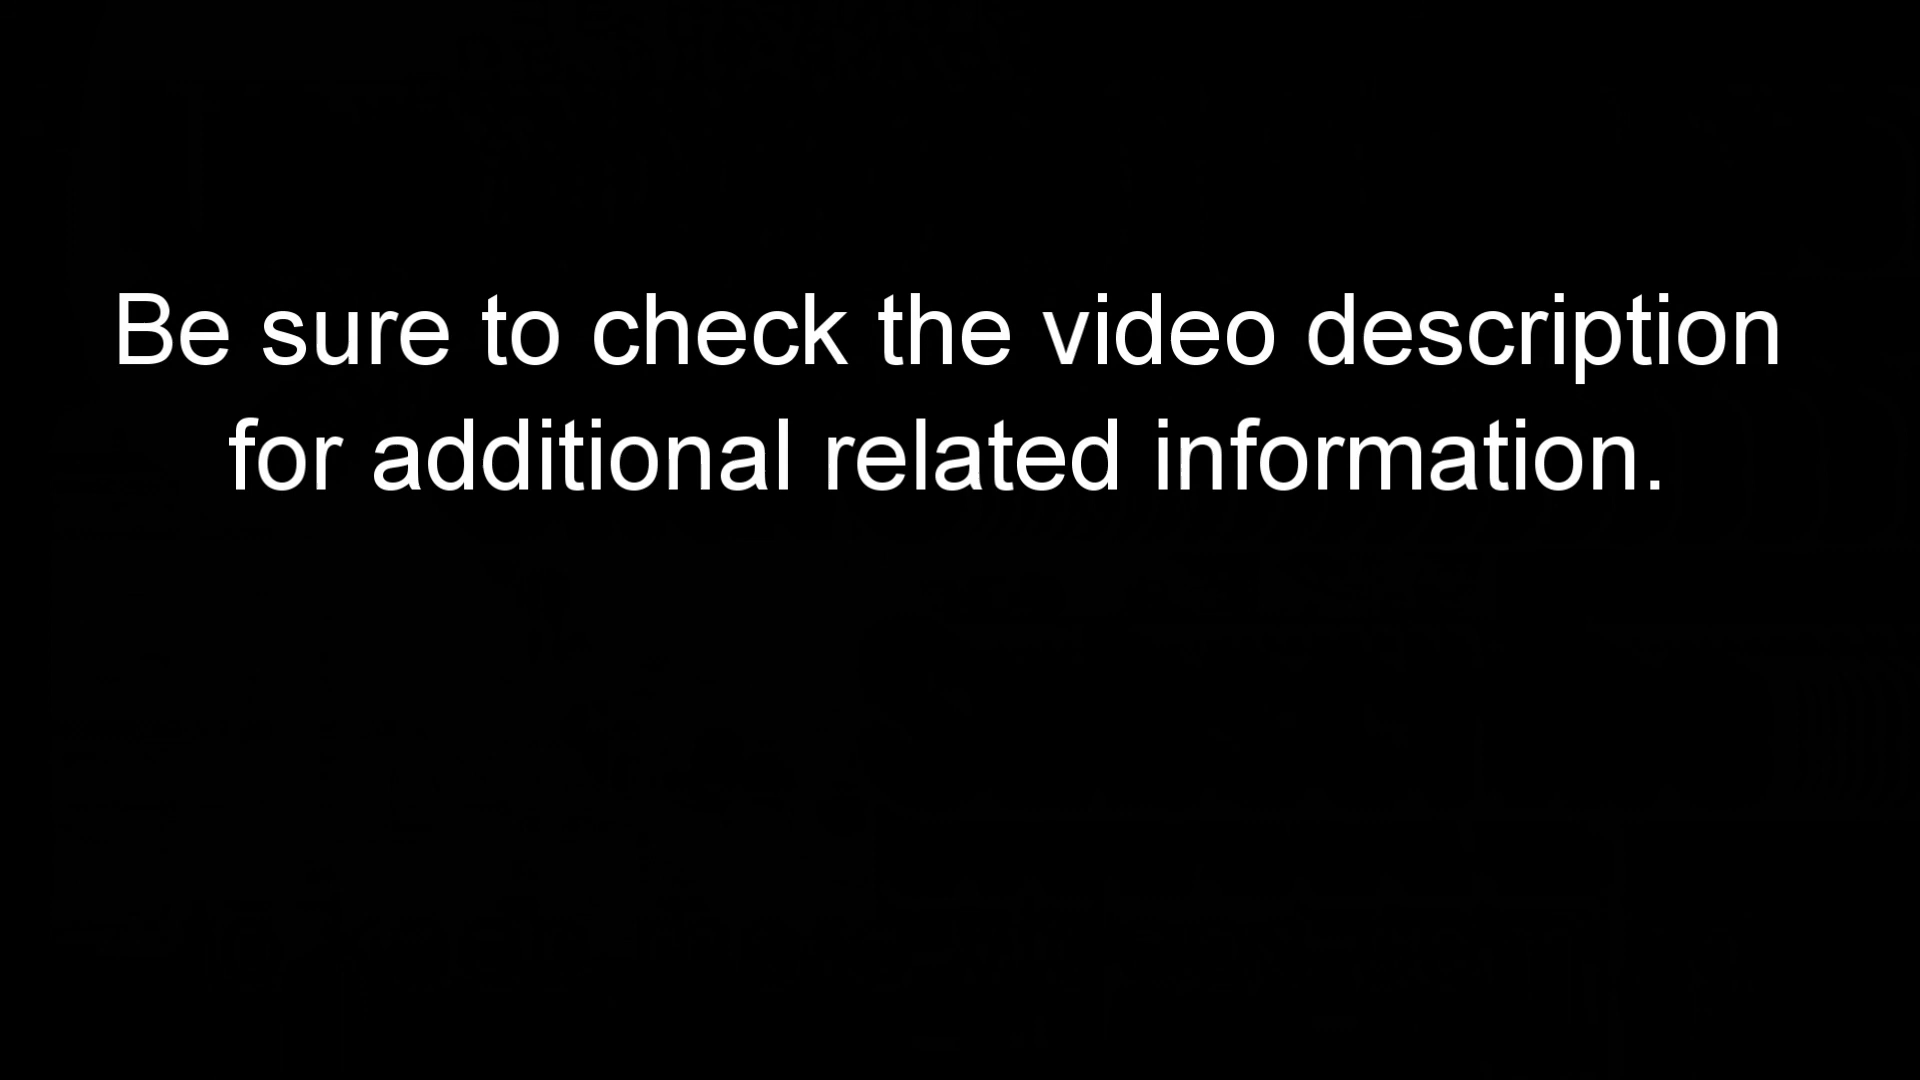 Be sure to check the video description
for additional related information.